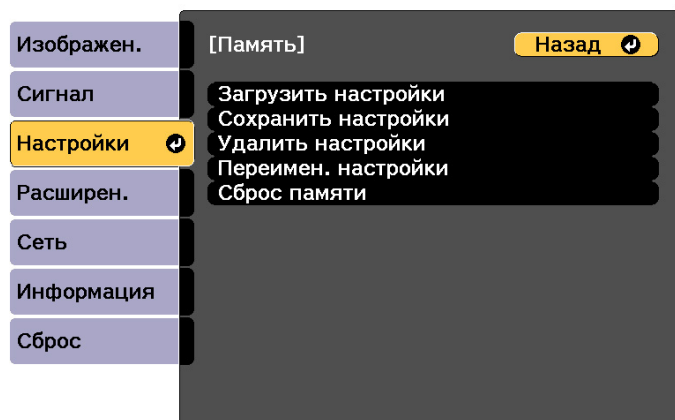 Изображен.
Сигнал
Настройки
Расширен.
Сеть
Информация
Сброс
[Память]
Назад
Загрузить настройки
Сохранить настройки
Удалить настройки
Переимен. настройки
Сброс памяти